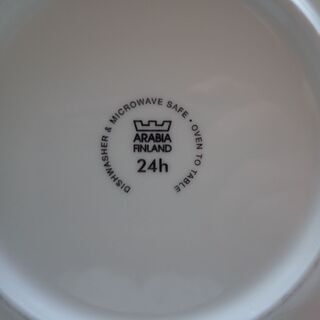 DISHWASHER & MICROWAVE SAFE · OVEN TO TABLE
ARABIA
FINLAND
24h